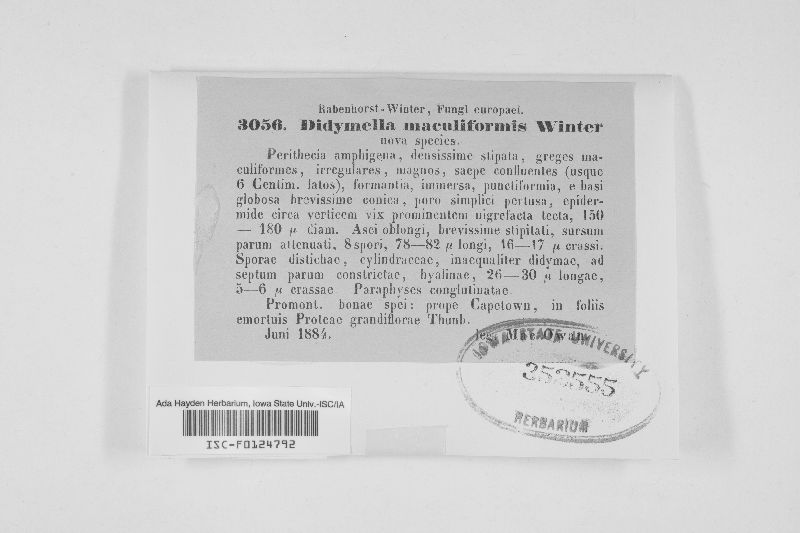 Rabenhorst-Winter, Fungi europaei.
3056. Didymella maculiformis Winter
nova species.
Perithecia amphigena, densissime stipata, greges ma-
culiformes, irregulares, magnos, saepe confluentes (usque
6 Centim. latos), formantia, immersa, punctiformia, e basi
globosa brevissime conica, poro simplici pertusa, epider-
mide circa verticem vix prominentem nigrefacta tecta, 150
— 180 µ diam. Asci oblongi, brevissime stipitati, sursum
parum attenuati, 8spori, 78—82 µ longi, 16—17 µ crassi.
Sporae distichae, cylindraceae, inaequaliter didymae, ad
septum parum constrictae, hyalinae, 26—30 µ longae,
5—6 µ crassae. Paraphyses conglutinatae.
Promont. bonae spei: prope Capetown, in foliis
emortuis Proteae grandiflorae Thunb.
Juni 1884. leg.
IOWA STATE UNIVERSITY
353555
HERBARIUM
Ada Hayden Herbarium, Iowa State Univ.-ISC/IA
ISC-F0124792